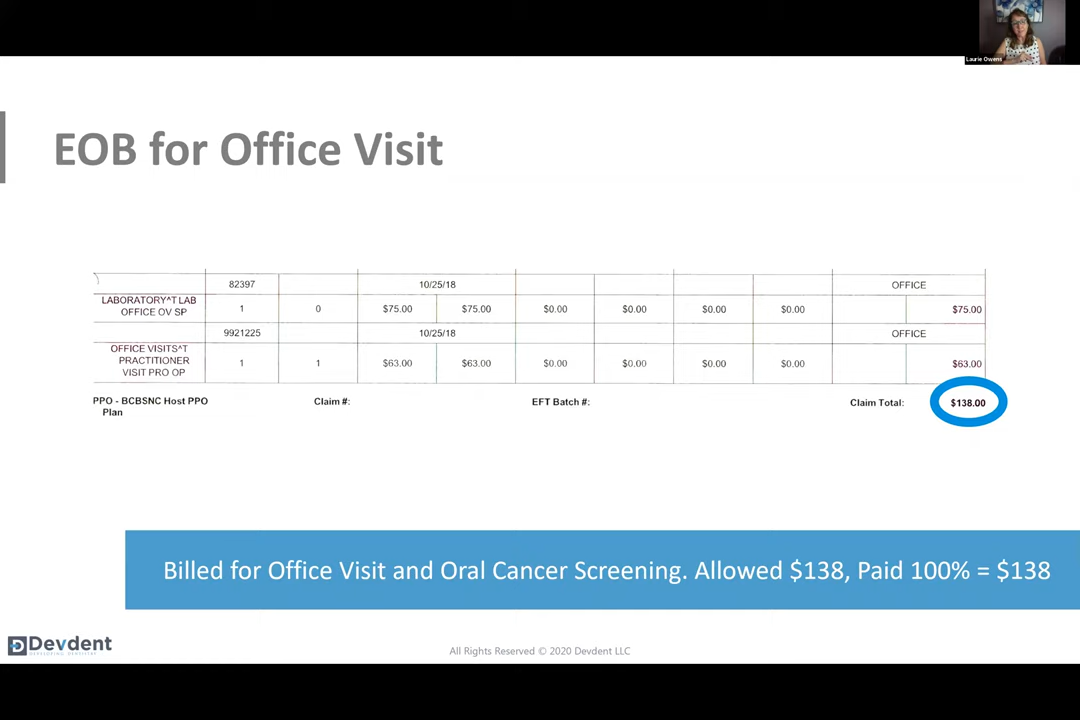 Laurie Owens
EOB for Office Visit
82397 10/25/18 OFFICE
LABORATORY^T LAB OFFICE OV SP 1 0 $75.00 $75.00 $0.00 $0.00 $0.00 $0.00 $75.00
9921225 10/25/18 OFFICE
OFFICE VISITS^T PRACTITIONER VISIT PRO OP 1 1 $63.00 $63.00 $0.00 $0.00 $0.00 $0.00 $63.00
PPO - BCBSNC Host PPO Plan Claim #: EFT Batch #: Claim Total: $138.00
Billed for Office Visit and Oral Cancer Screening. Allowed $138, Paid 100% = $138
Devdent
All Rights Reserved © 2020 Devdent LLC